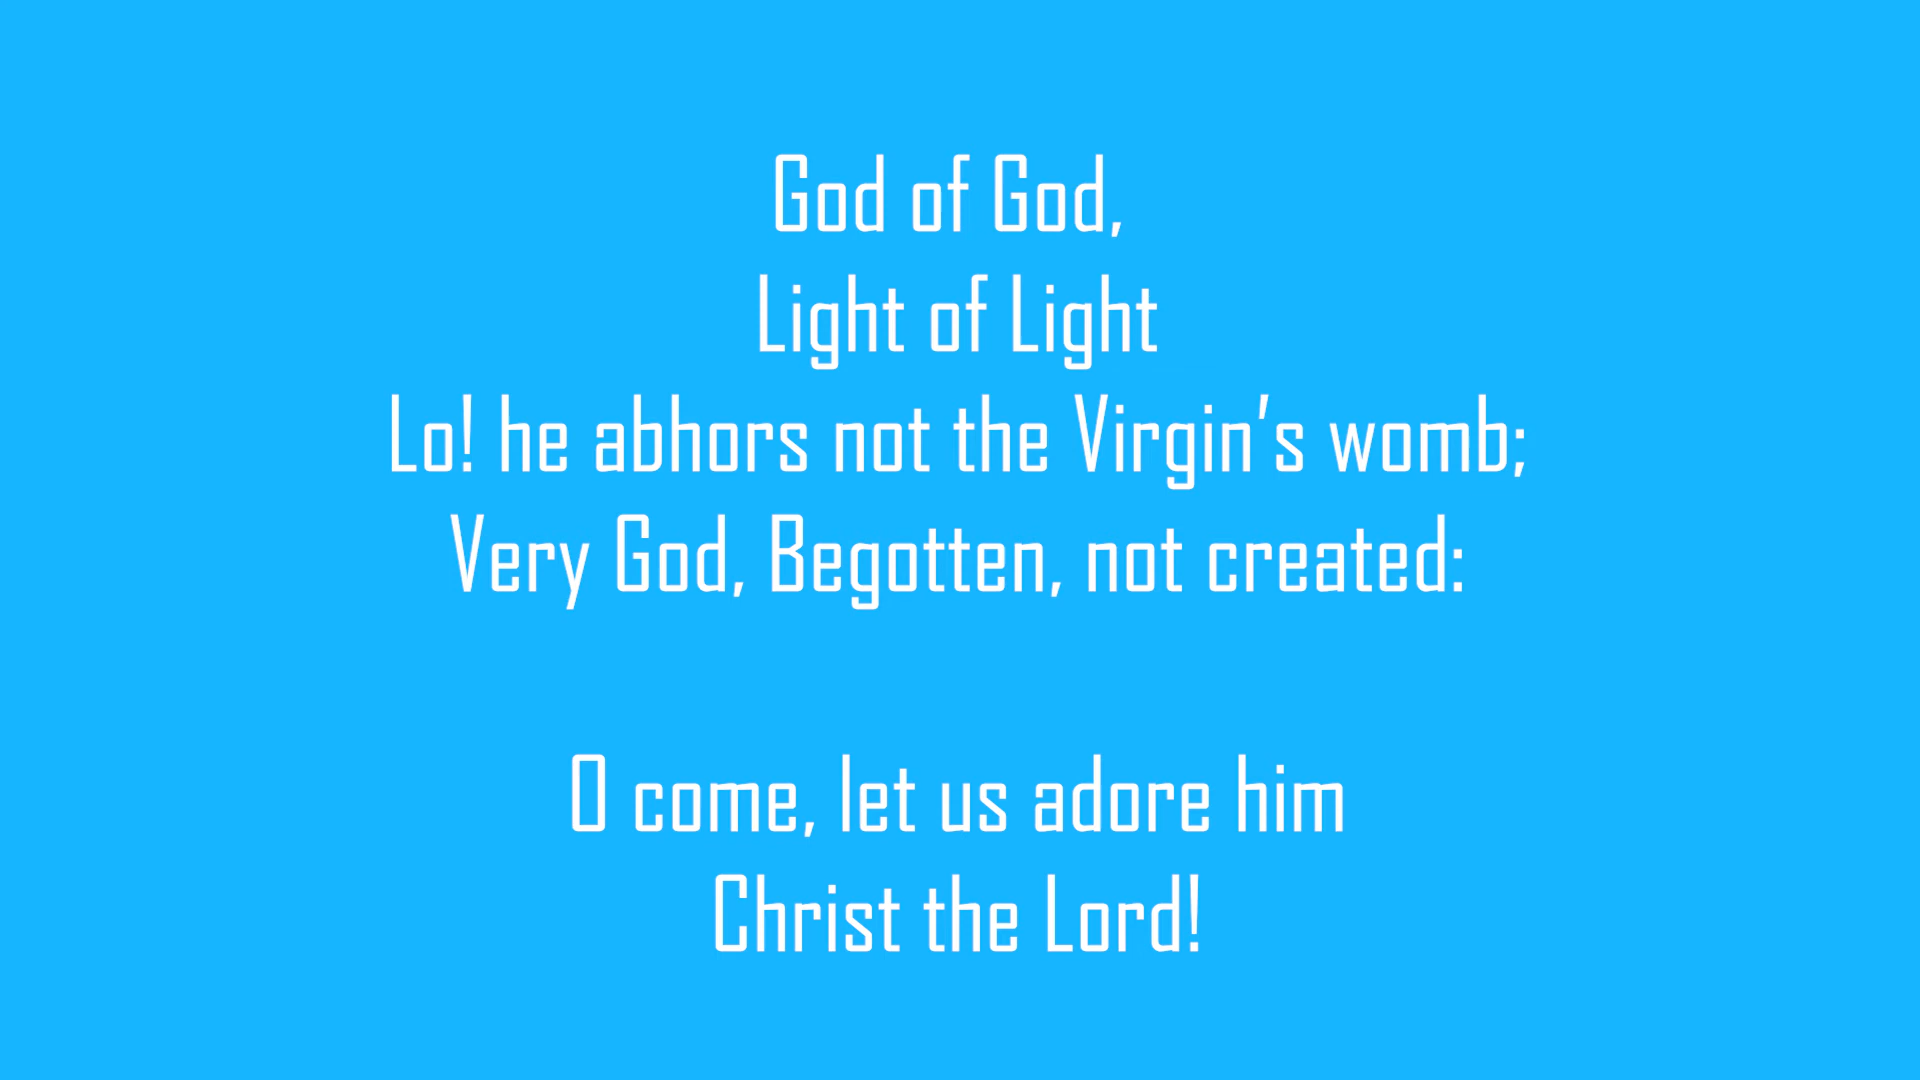 God of God,
Light of Light
Lo! he abhors not the Virgin’s womb;
Very God, Begotten, not created:
O come, let us adore him
Christ the Lord!